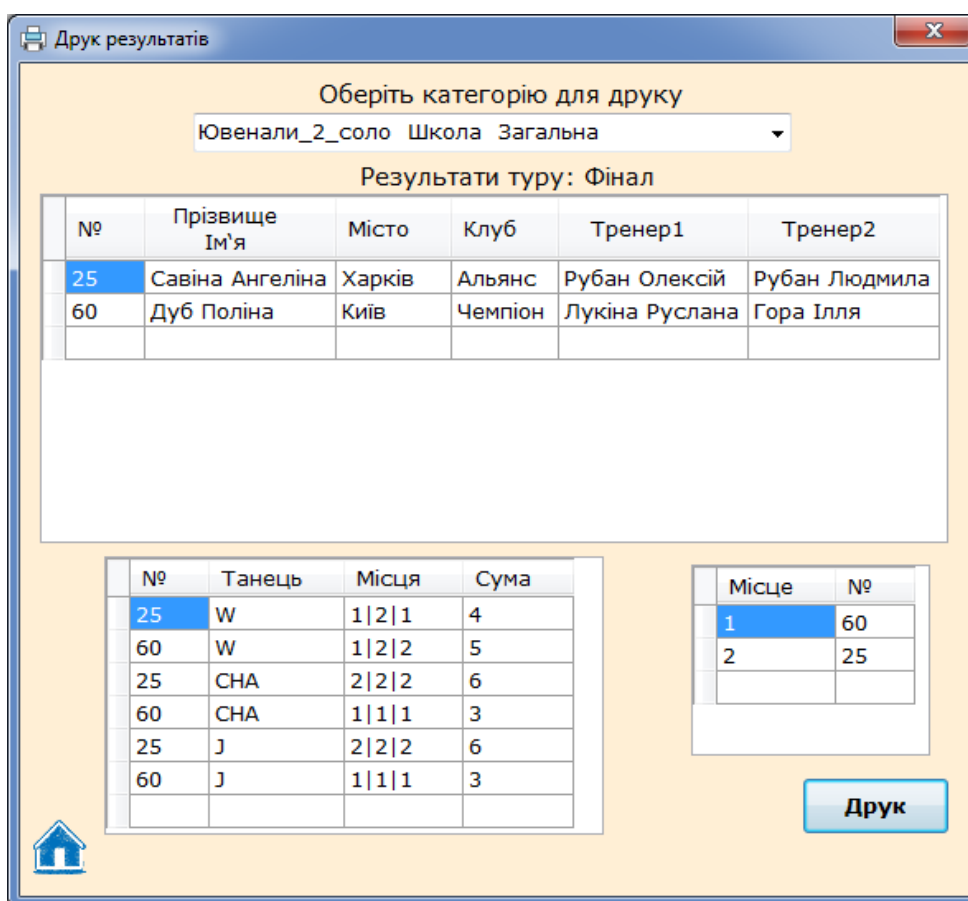 Друк результатів
Оберіть категорію для друку
Ювенали_2_соло Школа Загальна
Результати туру: Фінал
№ Прізвище Ім‘я Місто Клуб Тренер1 Тренер2
25 Савіна Ангеліна Харків Альянс Рубан Олексій Рубан Людмила
60 Дуб Поліна Київ Чемпіон Лукіна Руслана Гора Ілля
№ Танець Місця Сума
25 W 1|2|1 4
60 W 1|2|2 5
25 CHA 2|2|2 6
60 CHA 1|1|1 3
25 J 2|2|2 6
60 J 1|1|1 3
Місце №
1 60
2 25
Друк